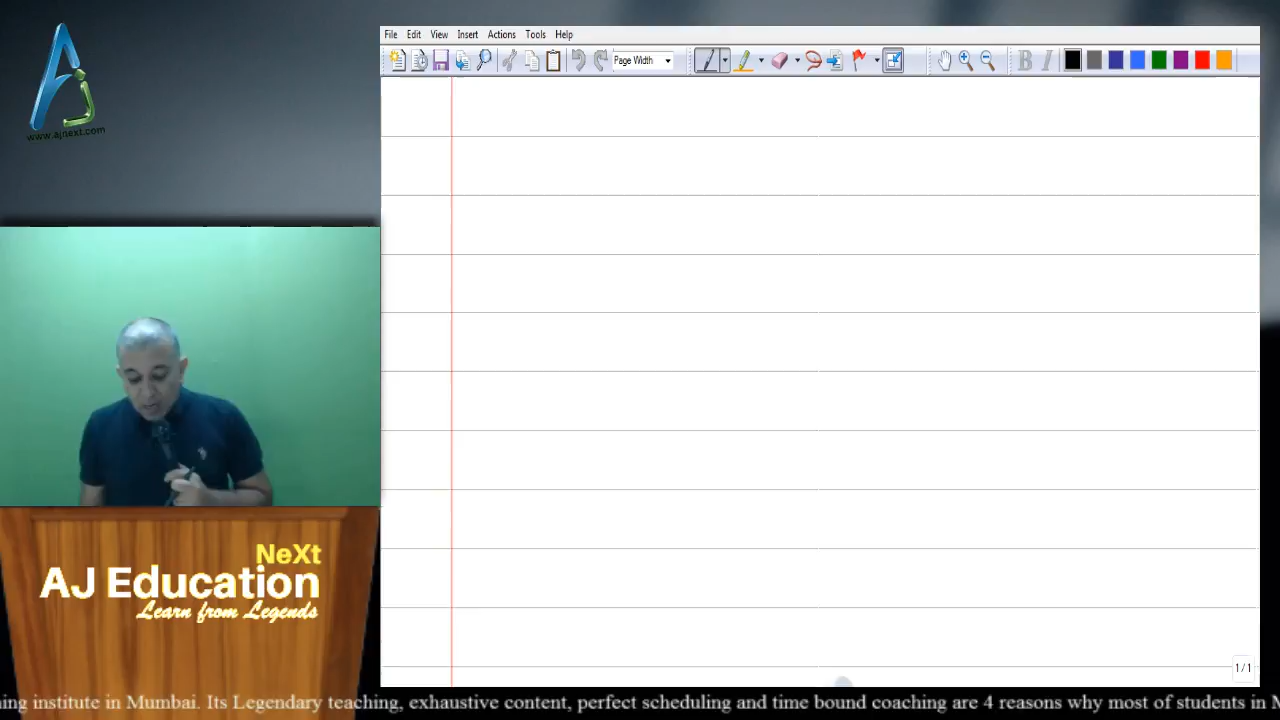 www.ajnext.com
File Edit View Insert Actions Tools Help
Page Width
B I
1/1
NeXt
AJ Education
Learn from Legends
ning institute in Mumbai. Its Legendary teaching, exhaustive content, perfect scheduling and time bound coaching are 4 reasons why most of students in M